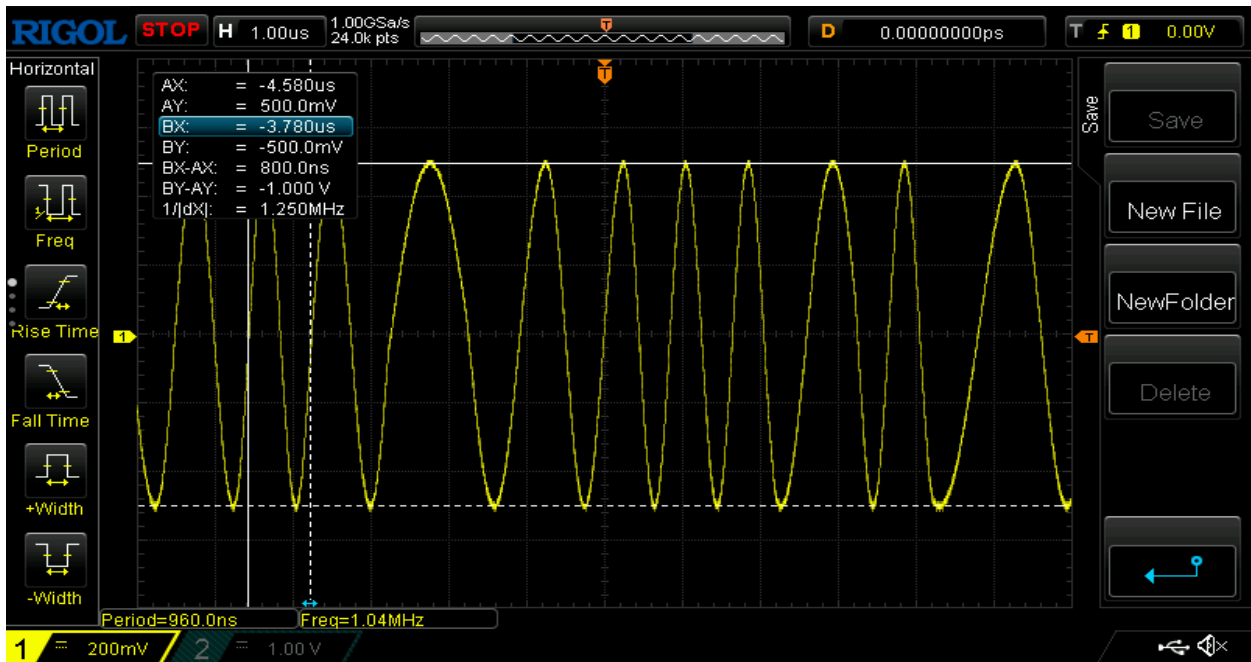 RIGOL STOP H 1.00us 1.00GSa/s 24.0k pts T D 0.00000000ps T 1 0.00V
Horizontal
Period
Freq
Rise Time
Fall Time
+Width
-Width
AX: = -4.580us
AY: = 500.0mV
BX: = -3.780us
BY: = -500.0mV
BX-AX: = 800.0ns
BY-AY: = -1.000 V
1/|dX|: = 1.250MHz
T
1
T
Save
Save
New File
NewFolder
Delete
Period=960.0ns Freq=1.04MHz
1 = 200mV 2 = 1.00 V